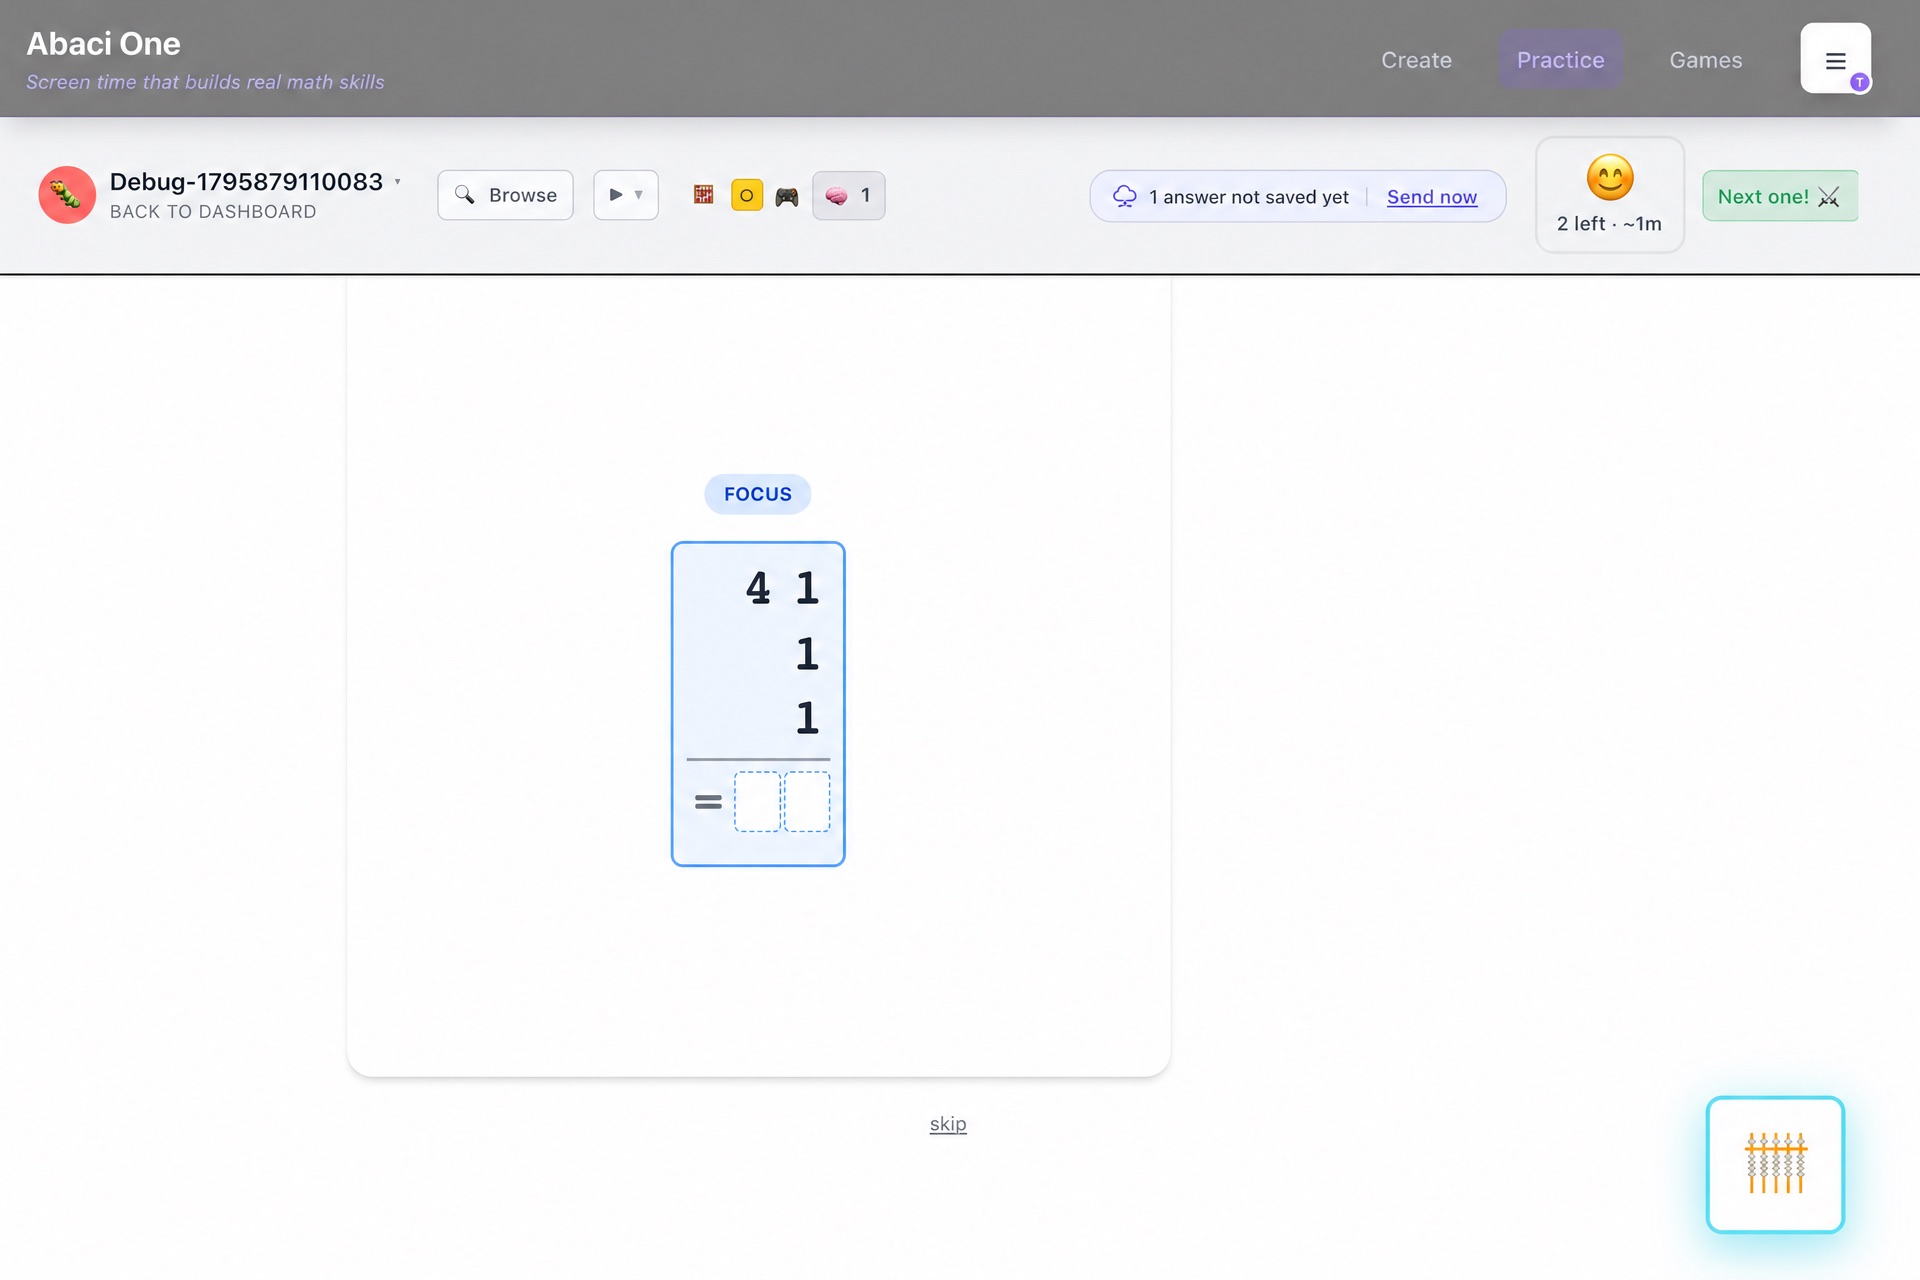 Abaci One
Screen time that builds real math skills
Create
Practice
Games
T
Debug-1795879110083
BACK TO DASHBOARD
Browse
1
1 answer not saved yet
Send now
2 left · ~1m
Next one!
FOCUS
4 1
1
1
=
skip